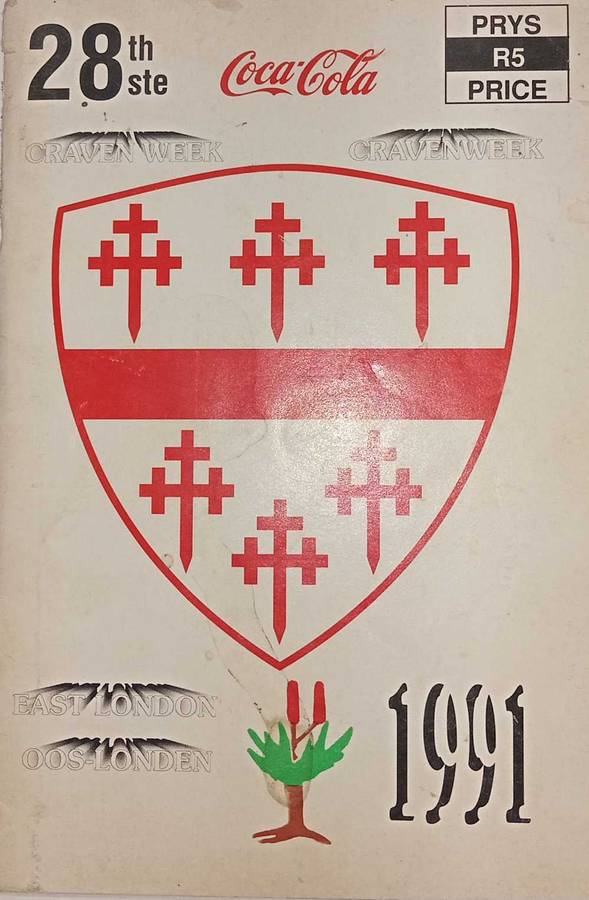 28th
ste
Coca-Cola
PRYS
R5
PRICE
CRAVEN WEEK
CRAVENWEEK
EAST LONDON
OOS-LONDEN
1991